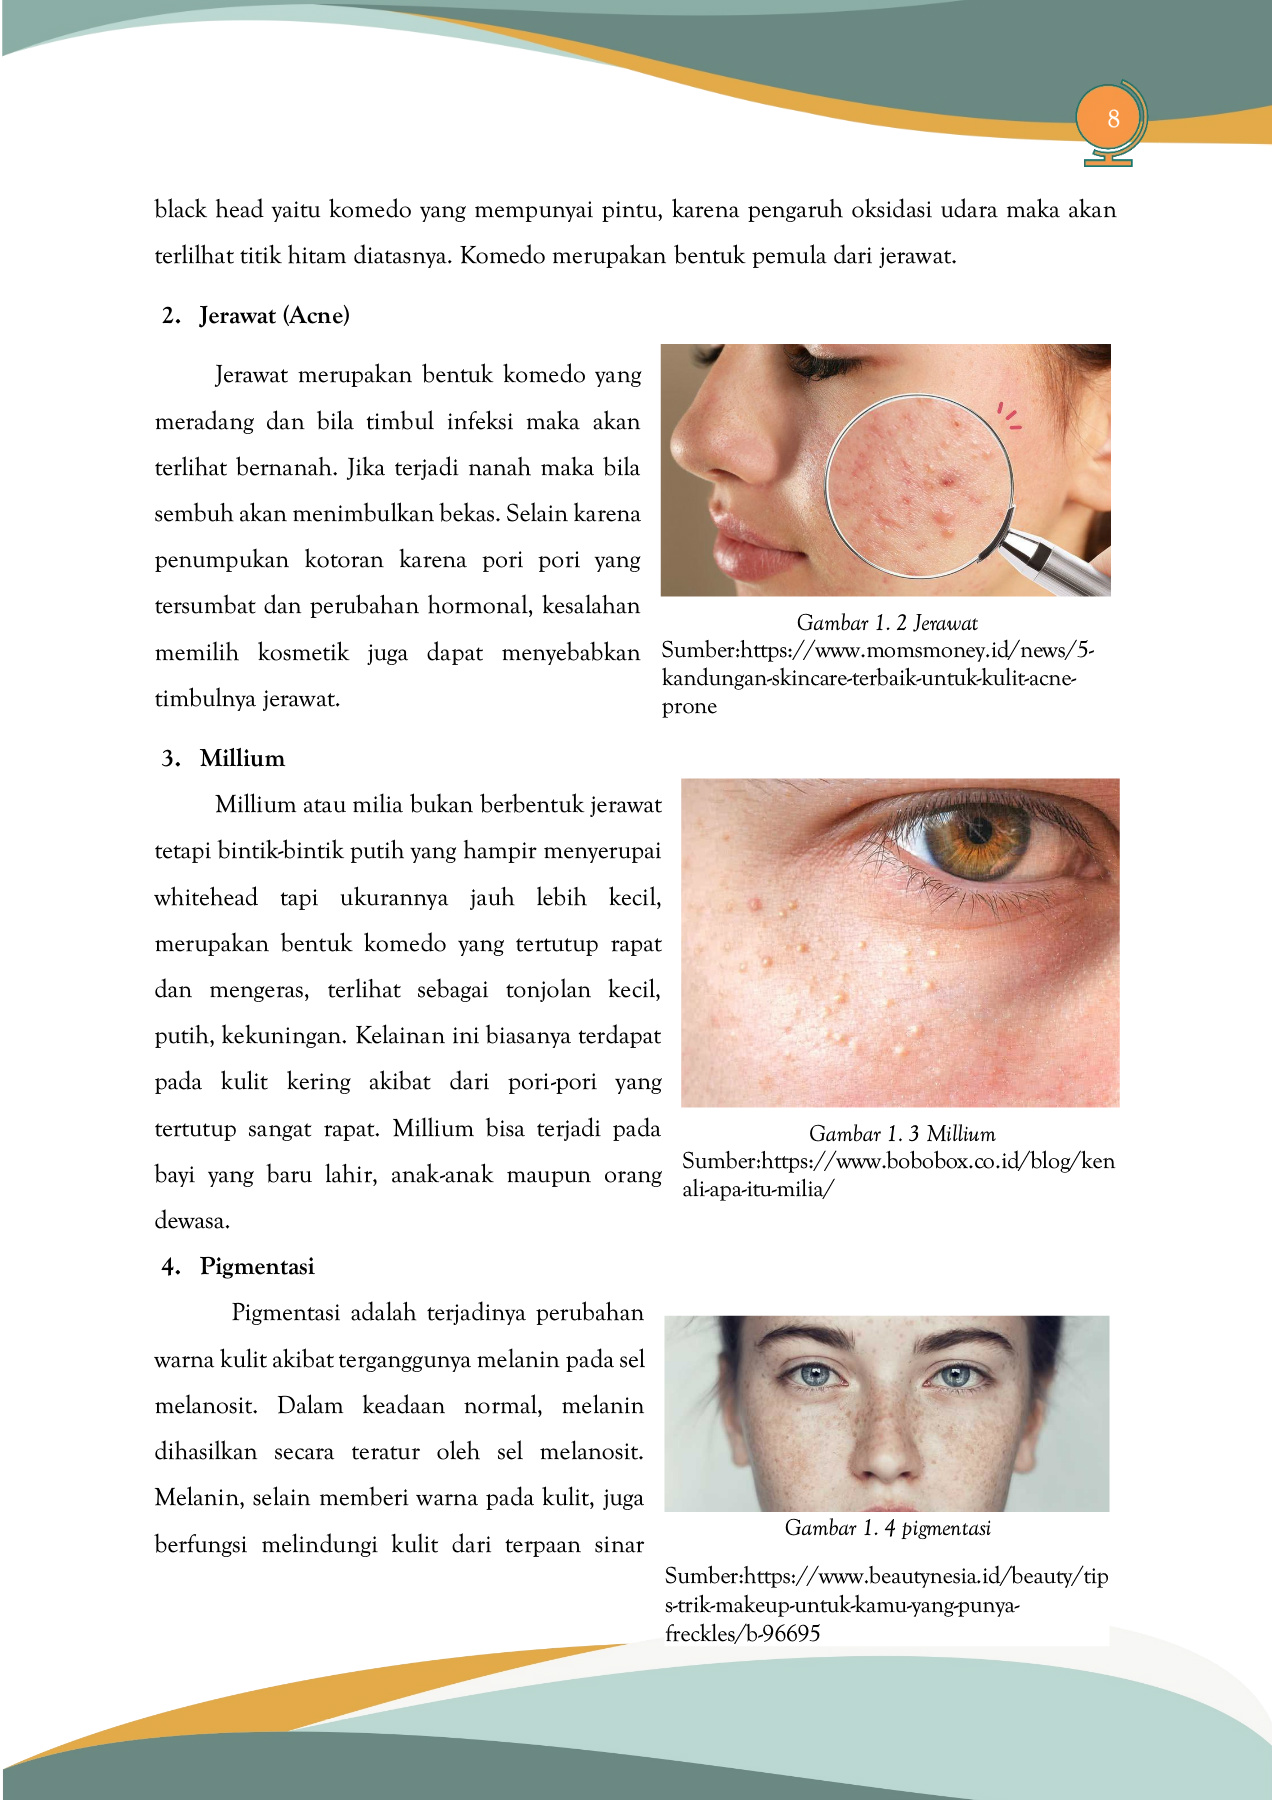 8
black head yaitu komedo yang mempunyai pintu, karena pengaruh oksidasi udara maka akan
terlilhat titik hitam diatasnya. Komedo merupakan bentuk pemula dari jerawat.
2. Jerawat (Acne)
Jerawat merupakan bentuk komedo yang
meradang dan bila timbul infeksi maka akan
terlihat bernanah. Jika terjadi nanah maka bila
sembuh akan menimbulkan bekas. Selain karena
penumpukan kotoran karena pori pori yang
tersumbat dan perubahan hormonal, kesalahan
memilih kosmetik juga dapat menyebabkan
timbulnya jerawat.
Gambar 1. 2 Jerawat
Sumber:https://www.momsmoney.id/news/5-
kandungan-skincare-terbaik-untuk-kulit-acne-
prone
3. Millium
Millium atau milia bukan berbentuk jerawat
tetapi bintik-bintik putih yang hampir menyerupai
whitehead tapi ukurannya jauh lebih kecil,
merupakan bentuk komedo yang tertutup rapat
dan mengeras, terlihat sebagai tonjolan kecil,
putih, kekuningan. Kelainan ini biasanya terdapat
pada kulit kering akibat dari pori-pori yang
tertutup sangat rapat. Millium bisa terjadi pada
bayi yang baru lahir, anak-anak maupun orang
dewasa.
Gambar 1. 3 Millium
Sumber:https://www.bobobox.co.id/blog/ken
ali-apa-itu-milia/
4. Pigmentasi
Pigmentasi adalah terjadinya perubahan
warna kulit akibat terganggunya melanin pada sel
melanosit. Dalam keadaan normal, melanin
dihasilkan secara teratur oleh sel melanosit.
Melanin, selain memberi warna pada kulit, juga
berfungsi melindungi kulit dari terpaan sinar
Gambar 1. 4 pigmentasi
Sumber:https://www.beautynesia.id/beauty/tip
s-trik-makeup-untuk-kamu-yang-punya-
freckles/b-96695